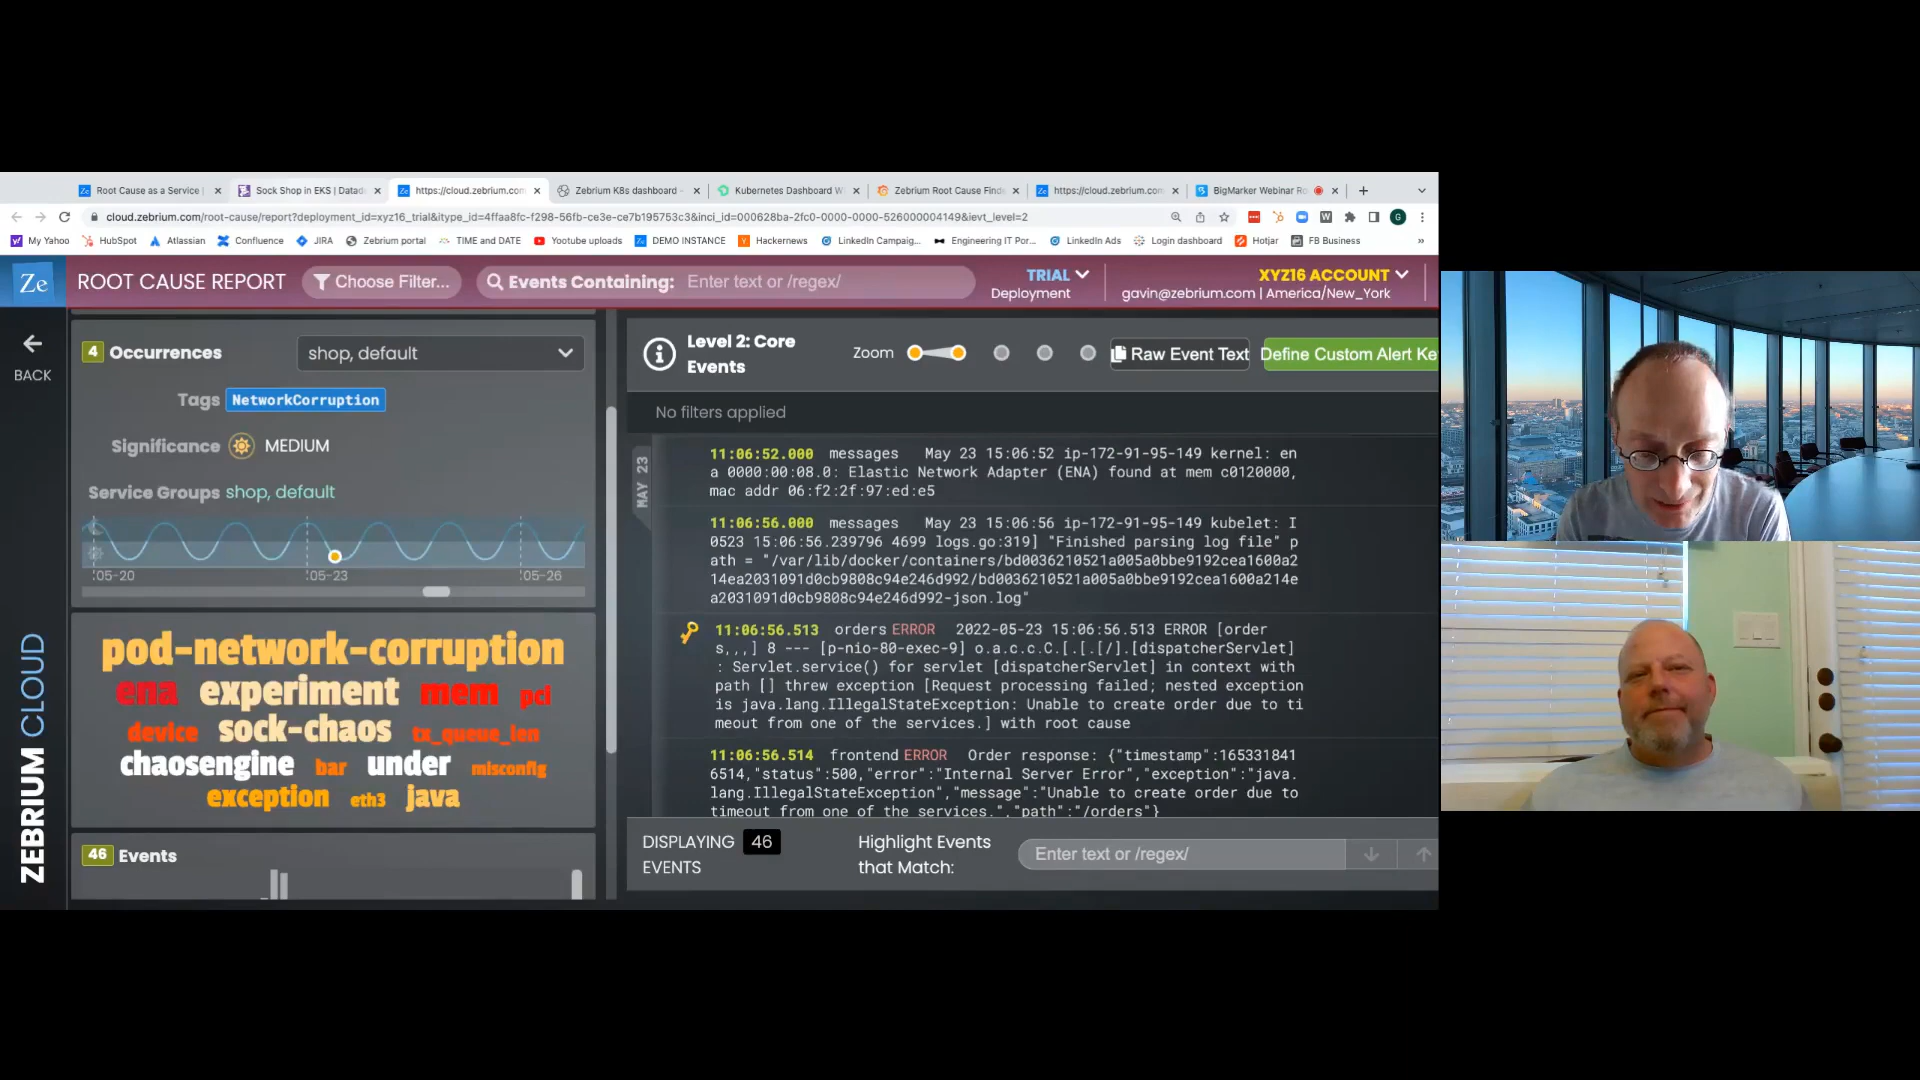 Root Cause as a Service |
Sock Shop in EKS | Datado
https://cloud.zebrium.com
Zebrium K8s dashboard -
Kubernetes Dashboard W
Zebrium Root Cause Finde
https://cloud.zebrium.com
BigMarker Webinar Ro
cloud.zebrium.com/root-cause/report?deployment_id=xyz16_trial&itype_id=4ffaa8fc-f298-56fb-ce3e-ce7b195753c3&inci_id=000628ba-2fc0-0000-0000-526000004149&ievt_level=2
G
My Yahoo
HubSpot
Atlassian
Confluence
JIRA
Zebrium portal
TIME and DATE
Yootube uploads
DEMO INSTANCE
Hackernews
LinkedIn Campaig...
Engineering IT Por...
LinkedIn Ads
Login dashboard
Hotjar
FB Business
»
Ze
ROOT CAUSE REPORT
Choose Filter...
Events Containing: Enter text or /regex/
TRIAL
Deployment
XYZ16 ACCOUNT
gavin@zebrium.com | America/New_York
BACK
ZEBRIUM CLOUD
4 Occurrences
shop, default
Tags NetworkCorruption
Significance MEDIUM
Service Groups shop, default
05-20
05-23
05-26
pod-network-corruption
ena experiment mem pci
device sock-chaos tx_queue_len
chaosengine bar under misconfig
exception eth3 java
46 Events
Level 2: Core
Events
Zoom
Raw Event Text
Define Custom Alert Ke
No filters applied
MAY 23
11:06:52.000 messages May 23 15:06:52 ip-172-91-95-149 kernel: en
a 0000:00:08.0: Elastic Network Adapter (ENA) found at mem c0120000,
mac addr 06:f2:2f:97:ed:e5
11:06:56.000 messages May 23 15:06:56 ip-172-91-95-149 kubelet: I
0523 15:06:56.239796 4699 logs.go:319] "Finished parsing log file" p
ath = "/var/lib/docker/containers/bd0036210521a005a0bbe9192cea1600a2
14ea2031091d0cb9808c94e246d992/bd0036210521a005a0bbe9192cea1600a214e
a2031091d0cb9808c94e246d992-json.log"
11:06:56.513 orders ERROR 2022-05-23 15:06:56.513 ERROR [order
s,,,] 8 --- [p-nio-80-exec-9] o.a.c.c.C.[.[.[/].[dispatcherServlet]
: Servlet.service() for servlet [dispatcherServlet] in context with
path [] threw exception [Request processing failed; nested exception
is java.lang.IllegalStateException: Unable to create order due to ti
meout from one of the services.] with root cause
11:06:56.514 frontend ERROR Order response: {"timestamp":165331841
6514,"status":500,"error":"Internal Server Error","exception":"java.
lang.IllegalStateException","message":"Unable to create order due to
timeout from one of the services.","path":"/orders"}
DISPLAYING 46
EVENTS
Highlight Events
that Match:
Enter text or /regex/